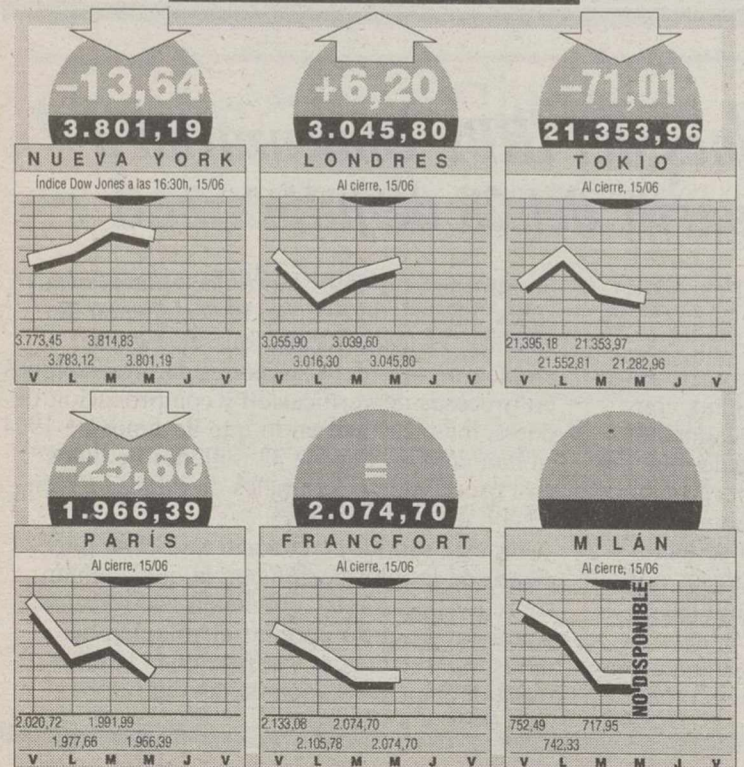 -13,64
3.801,19
NUEVA YORK
Índice Dow Jones a las 16:30h, 15/06
3.773,45 3.814,83
3.783,12 3.801,19
V L M M J V
+6,20
3.045,80
LONDRES
Al cierre, 15/06
3.055,90 3.039,60
3.016,30 3.045,80
V L M M J V
-71,01
21.353,96
TOKIO
Al cierre, 15/06
21.395,18 21.353,97
21.552,81 21.282,96
V L M M J V
-25,60
1.966,39
PARÍS
Al cierre, 15/06
2.020,72 1.991,99
1.977,66 1.966,39
V L M M J V
=
2.074,70
FRANCFORT
Al cierre, 15/06
2.133,08 2.074,70
2.105,78 2.074,70
V L M M J V
MILÁN
Al cierre, 15/06
NO DISPONIBLE
752,49 717,95
742,33
V L M M J V